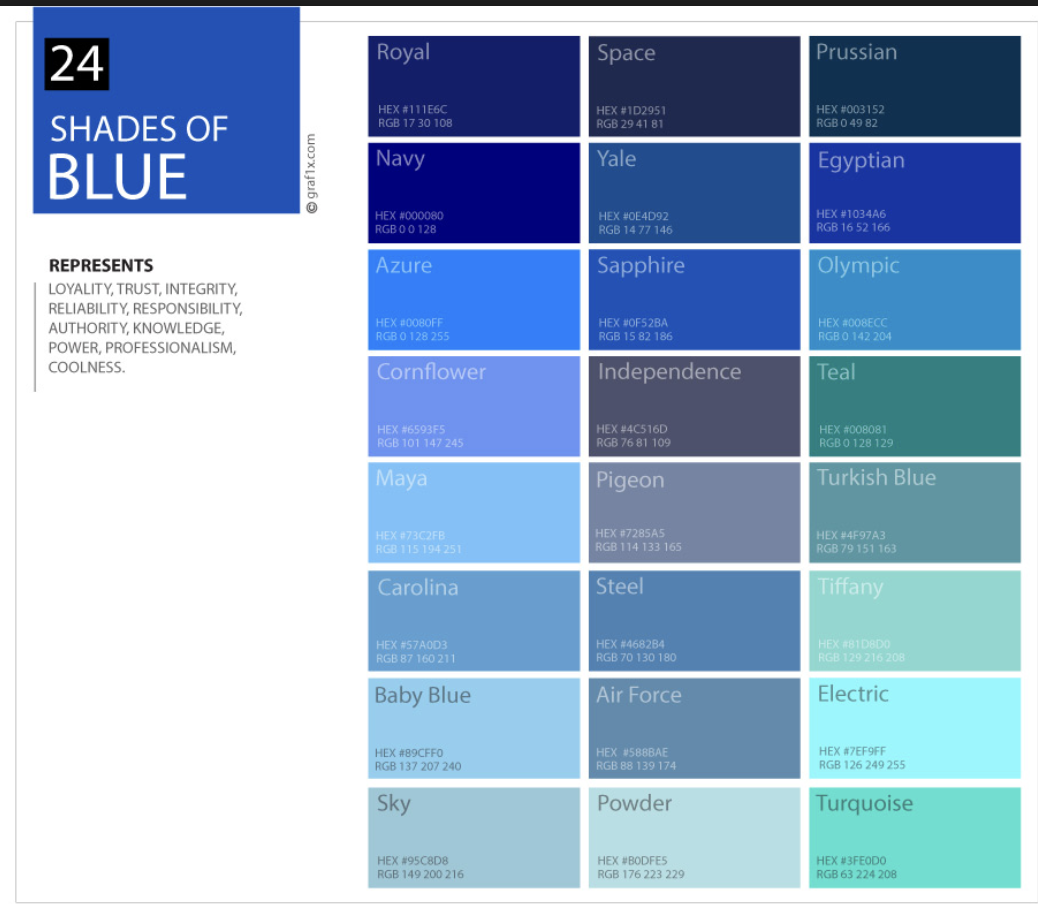 24
SHADES OF
BLUE
© graf1x.com
REPRESENTS
LOYALITY, TRUST, INTEGRITY,
RELIABILITY, RESPONSIBILITY,
AUTHORITY, KNOWLEDGE,
POWER, PROFESSIONALISM,
COOLNESS.
Royal
HEX #111E6C
RGB 17 30 108
Space
HEX #1D2951
RGB 29 41 81
Prussian
HEX #003152
RGB 0 49 82
Navy
HEX #000080
RGB 0 0 128
Yale
HEX #0E4D92
RGB 14 77 146
Egyptian
HEX #1034A6
RGB 16 52 166
Azure
HEX #0080FF
RGB 0 128 255
Sapphire
HEX #0F52BA
RGB 15 82 186
Olympic
HEX #008ECC
RGB 0 142 204
Cornflower
HEX #6593F5
RGB 101 147 245
Independence
HEX #4C516D
RGB 76 81 109
Teal
HEX #008081
RGB 0 128 129
Maya
HEX #73C2FB
RGB 115 194 251
Pigeon
HEX #7285A5
RGB 114 133 165
Turkish Blue
HEX #4F97A3
RGB 79 151 163
Carolina
HEX #57A0D3
RGB 87 160 211
Steel
HEX #4682B4
RGB 70 130 180
Tiffany
HEX #81D8D0
RGB 129 216 208
Baby Blue
HEX #89CFF0
RGB 137 207 240
Air Force
HEX #588BAE
RGB 88 139 174
Electric
HEX #7EF9FF
RGB 126 249 255
Sky
HEX #95C8D8
RGB 149 200 216
Powder
HEX #B0DFE5
RGB 176 223 229
Turquoise
HEX #3FE0D0
RGB 63 224 208